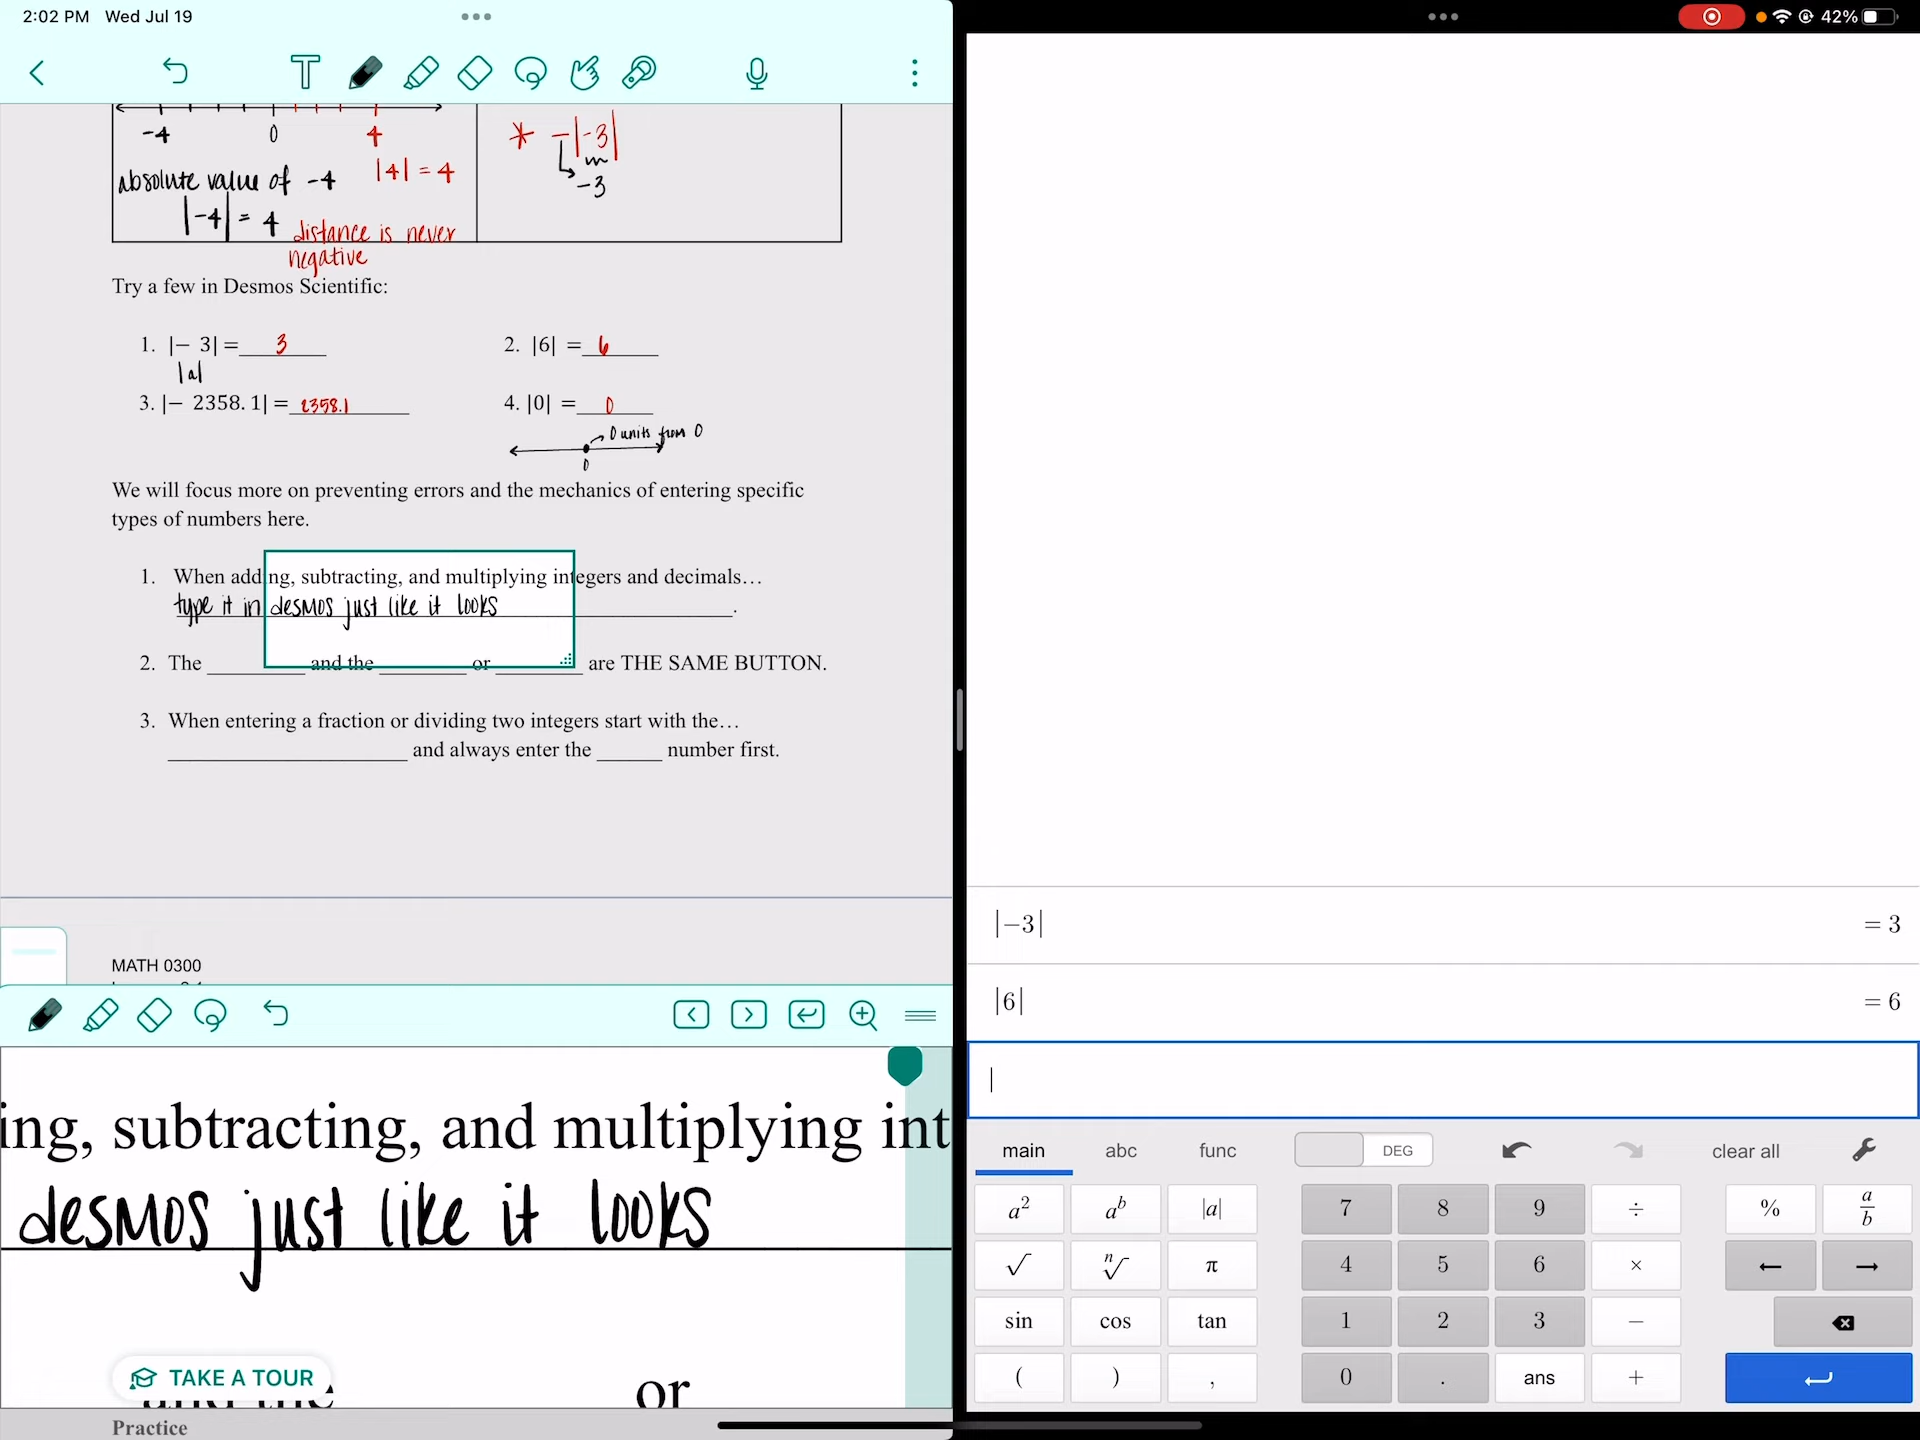 2:02 PM Wed Jul 19
42%
-4 0 4
absolute value of -4 |4| = 4
|-4| = 4
distance is never
negative
* -|-3|
-3
Try a few in Desmos Scientific:
1. |− 3| = 3
|a|
2. |6| = 6
3. |− 2358. 1| = 2358.1
4. |0| = 0
0 units from 0
0
We will focus more on preventing errors and the mechanics of entering specific
types of numbers here.
1. When adding, subtracting, and multiplying integers and decimals…
type it in desmos just like it looks.
2. The ________ and the ________ or ________ are THE SAME BUTTON.
3. When entering a fraction or dividing two integers start with the…
________ and always enter the ______ number first.
MATH 0300
ing, subtracting, and multiplying int
desmos just like it looks
TAKE A TOUR
and the or
Practice
|−3| = 3
|6| = 6
main abc func DEG clear all
a² aᵇ |a| 7 8 9 ÷ % a/b
√ ⁿ√ π 4 5 6 × ← →
sin cos tan 1 2 3 −
( ) , 0 . ans +